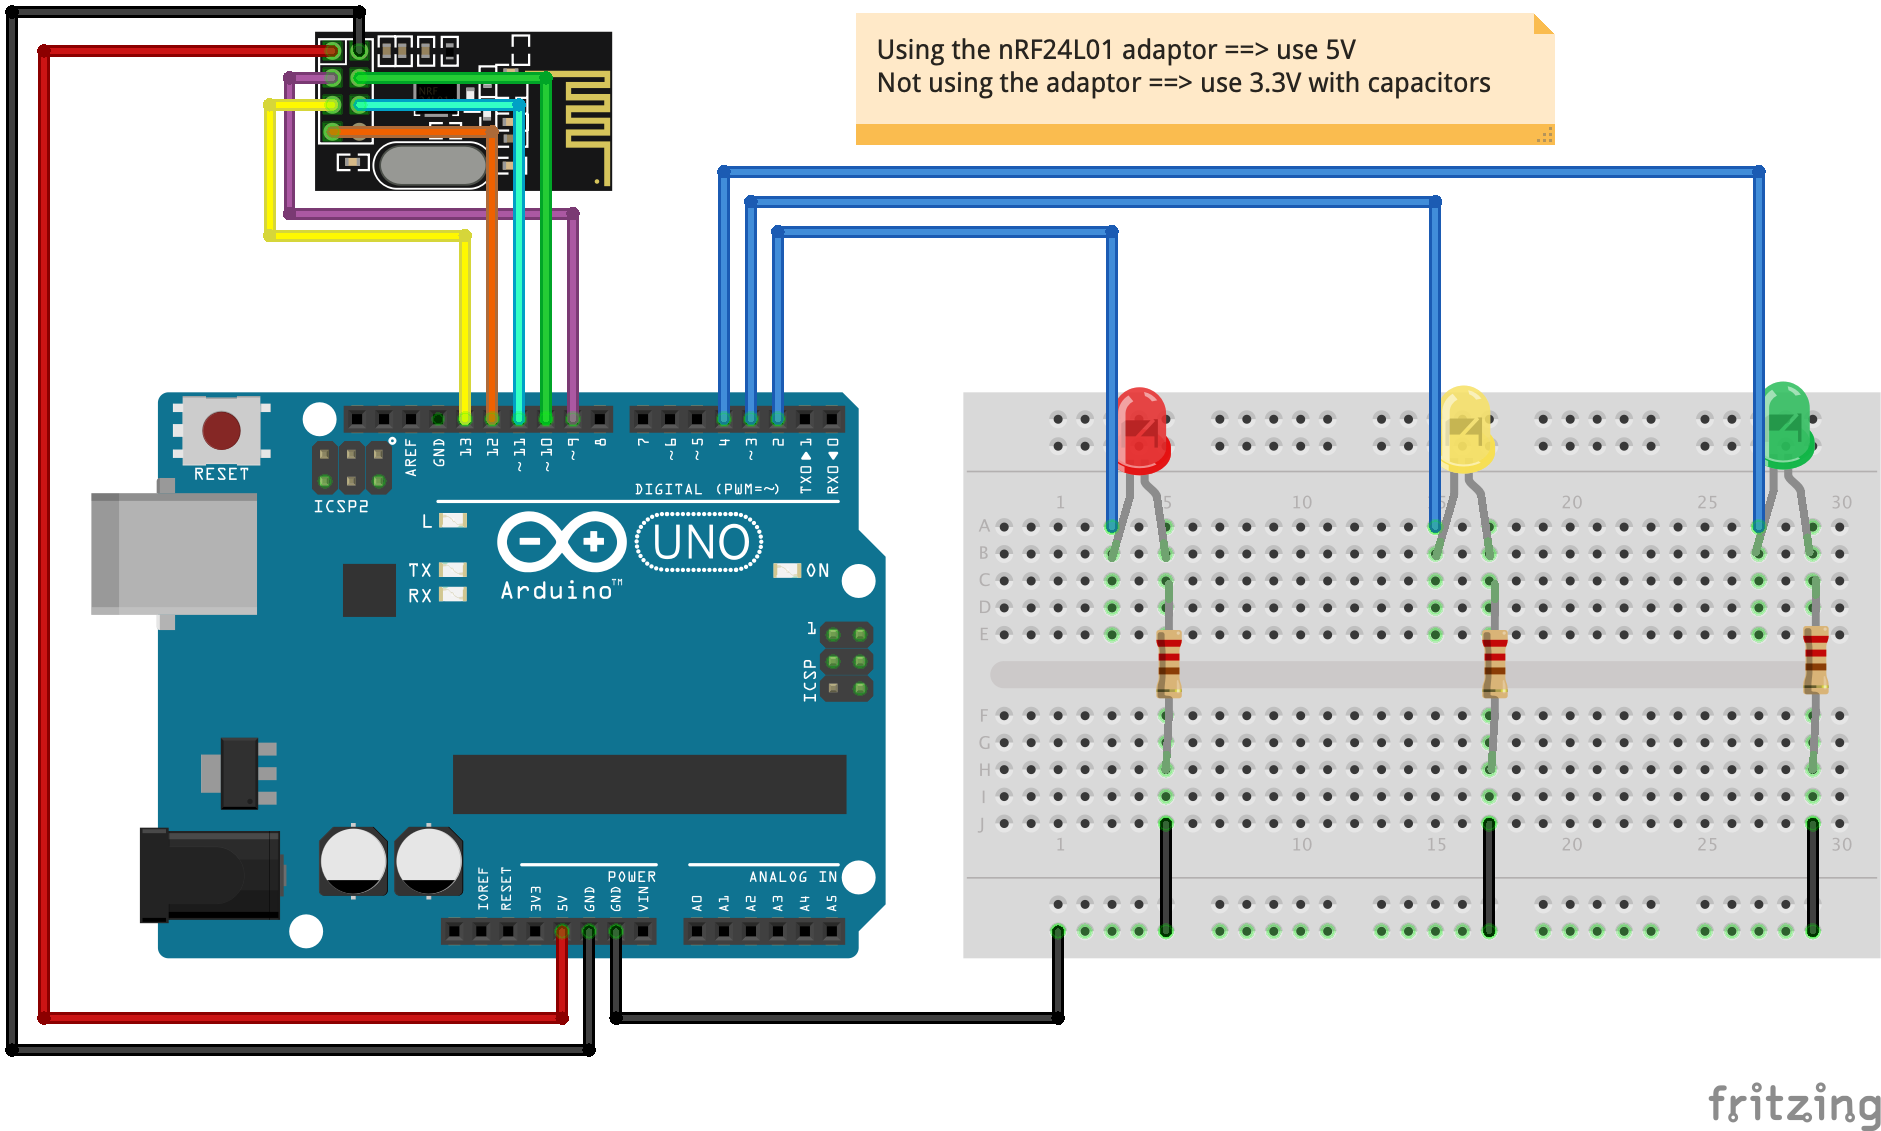 Using the nRF24L01 adaptor ==> use 5V
Not using the adaptor ==> use 3.3V with capacitors
NRF
RESET
ICSP2
AREF
GND
13
12
~11
~10
~9
8
7
~6
~5
4
~3
2
TX0▶1
RX0◀0
DIGITAL (PWM=~)
L
TX
RX
UNO
Arduino™
ON
1
ICSP
POWER
ANALOG IN
IOREF
RESET
3V3
5V
GND
GND
VIN
A0
A1
A2
A3
A4
A5
1 5 10 15 20 25 30
A
B
C
D
E
F
G
H
I
J
1 10 15 20 25 30
fritzing